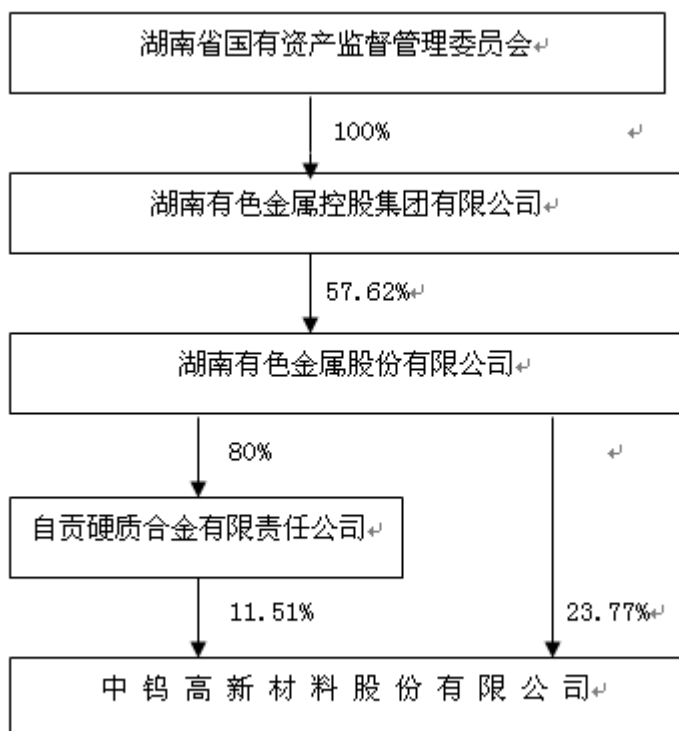 湖南省国有资产监督管理委员会
100%
湖南有色金属控股集团有限公司
57.62%
湖南有色金属股份有限公司
80%
自贡硬质合金有限责任公司
11.51%
23.77%
中钨高新材料股份有限公司